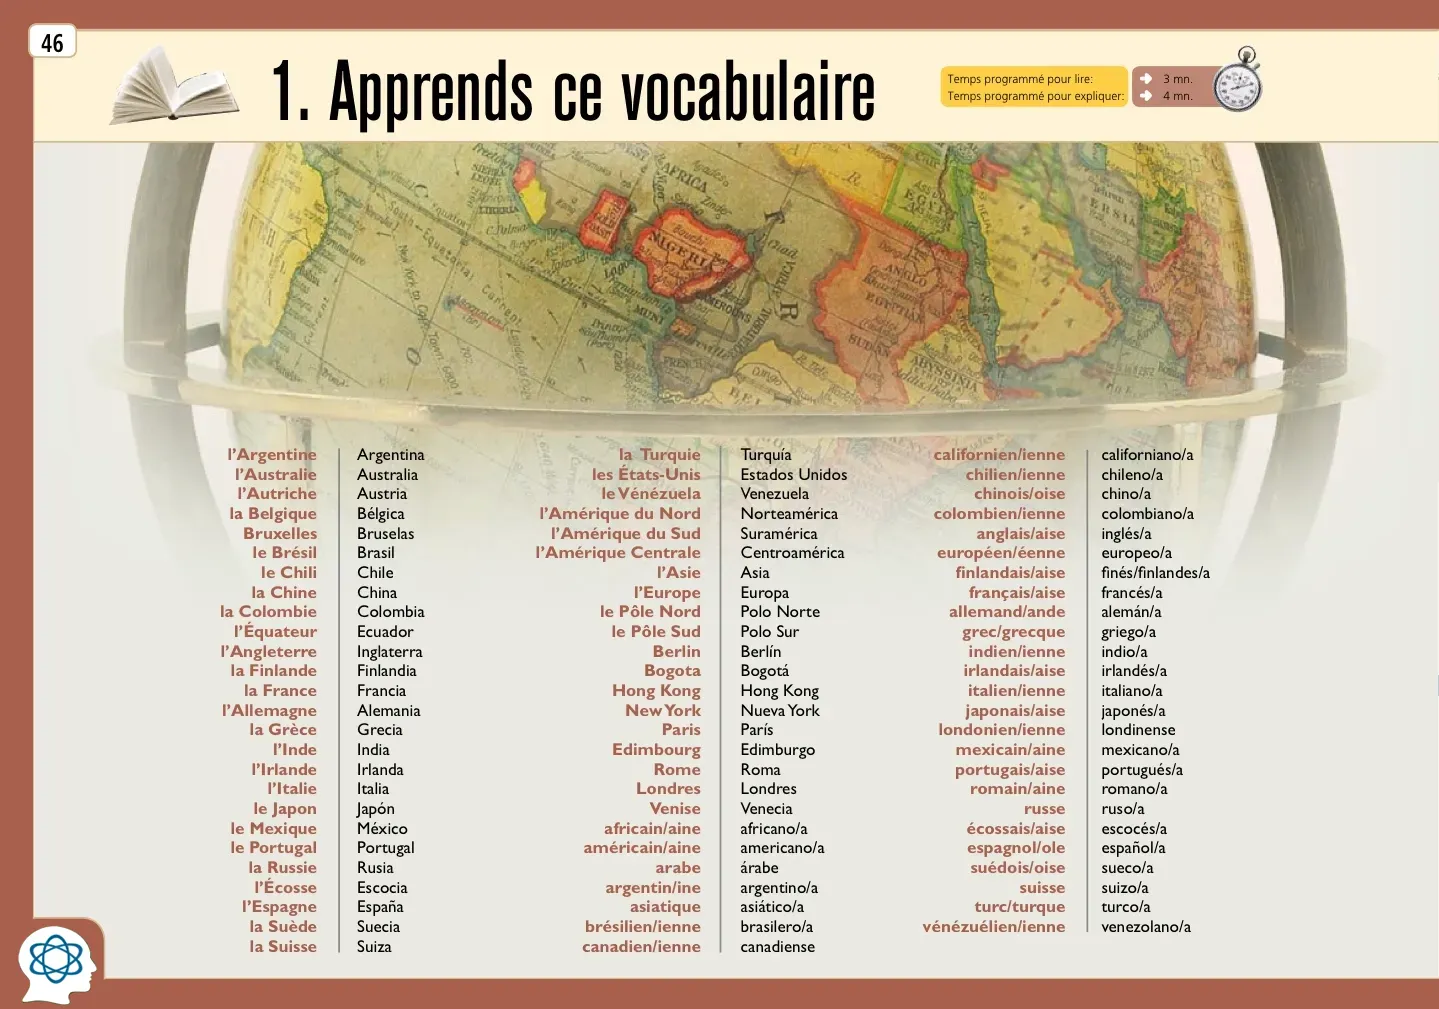 46
1. Apprends ce vocabulaire
Temps programmé pour lire: 3 mn.
Temps programmé pour expliquer: 4 mn.
AFRICA
NIGERIA
LIBERIA
SUDAN
ABYSSINIA
l'Argentine Argentina
l'Australie Australia
l'Autriche Austria
la Belgique Bélgica
Bruxelles Bruselas
le Brésil Brasil
le Chili Chile
la Chine China
la Colombie Colombia
l'Équateur Ecuador
l'Angleterre Inglaterra
la Finlande Finlandia
la France Francia
l'Allemagne Alemania
la Grèce Grecia
l'Inde India
l'Irlande Irlanda
l'Italie Italia
le Japon Japón
le Mexique México
le Portugal Portugal
la Russie Rusia
l'Écosse Escocia
l'Espagne España
la Suède Suecia
la Suisse Suiza
la Turquie Turquía
les États-Unis Estados Unidos
le Vénézuela Venezuela
l'Amérique du Nord Norteamérica
l'Amérique du Sud Suramérica
l'Amérique Centrale Centroamérica
l'Asie Asia
l'Europe Europa
le Pôle Nord Polo Norte
le Pôle Sud Polo Sur
Berlin Berlín
Bogota Bogotá
Hong Kong Hong Kong
New York Nueva York
Paris París
Edimbourg Edimburgo
Rome Roma
Londres Londres
Venise Venecia
africain/aine africano/a
américain/aine americano/a
arabe árabe
argentin/ine argentino/a
asiatique asiático/a
brésilien/ienne brasilero/a
canadien/ienne canadiense
californien/ienne californiano/a
chilien/ienne chileno/a
chinois/oise chino/a
colombien/ienne colombiano/a
anglais/aise inglés/a
européen/éenne europeo/a
finlandais/aise finés/finlandes/a
français/aise francés/a
allemand/ande alemán/a
grec/grecque griego/a
indien/ienne indio/a
irlandais/aise irlandés/a
italien/ienne italiano/a
japonais/aise japonés/a
londonien/ienne londinense
mexicain/aine mexicano/a
portugais/aise portugués/a
romain/aine romano/a
russe ruso/a
écossais/aise escocés/a
espagnol/ole español/a
suédois/oise sueco/a
suisse suizo/a
turc/turque turco/a
vénézuélien/ienne venezolano/a